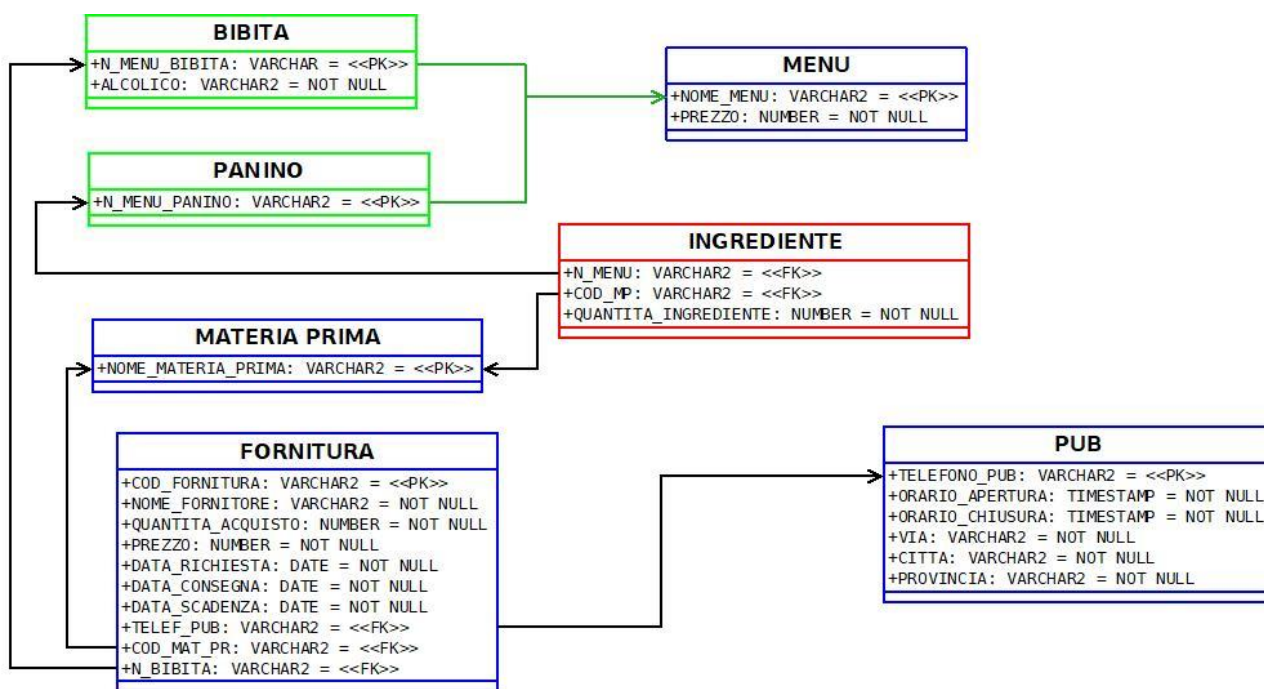 BIBITA
+N_MENU_BIBITA: VARCHAR = <<PK>>
+ALCOLICO: VARCHAR2 = NOT NULL
MENU
+NOME_MENU: VARCHAR2 = <<PK>>
+PREZZO: NUMBER = NOT NULL
PANINO
+N_MENU_PANINO: VARCHAR2 = <<PK>>
INGREDIENTE
+N_MENU: VARCHAR2 = <<FK>>
+COD_MP: VARCHAR2 = <<FK>>
+QUANTITA_INGREDIENTE: NUMBER = NOT NULL
MATERIA PRIMA
+NOME_MATERIA_PRIMA: VARCHAR2 = <<PK>>
FORNITURA
+COD_FORNITURA: VARCHAR2 = <<PK>>
+NOME_FORNITORE: VARCHAR2 = NOT NULL
+QUANTITA_ACQUISTO: NUMBER = NOT NULL
+PREZZO: NUMBER = NOT NULL
+DATA_RICHIESTA: DATE = NOT NULL
+DATA_CONSEGNA: DATE = NOT NULL
+DATA_SCADENZA: DATE = NOT NULL
+TELEF_PUB: VARCHAR2 = <<FK>>
+COD_MAT_PR: VARCHAR2 = <<FK>>
+N_BIBITA: VARCHAR2 = <<FK>>
PUB
+TELEFONO_PUB: VARCHAR2 = <<PK>>
+ORARIO_APERTURA: TIMESTAMP = NOT NULL
+ORARIO_CHIUSURA: TIMESTAMP = NOT NULL
+VIA: VARCHAR2 = NOT NULL
+CITTA: VARCHAR2 = NOT NULL
+PROVINCIA: VARCHAR2 = NOT NULL